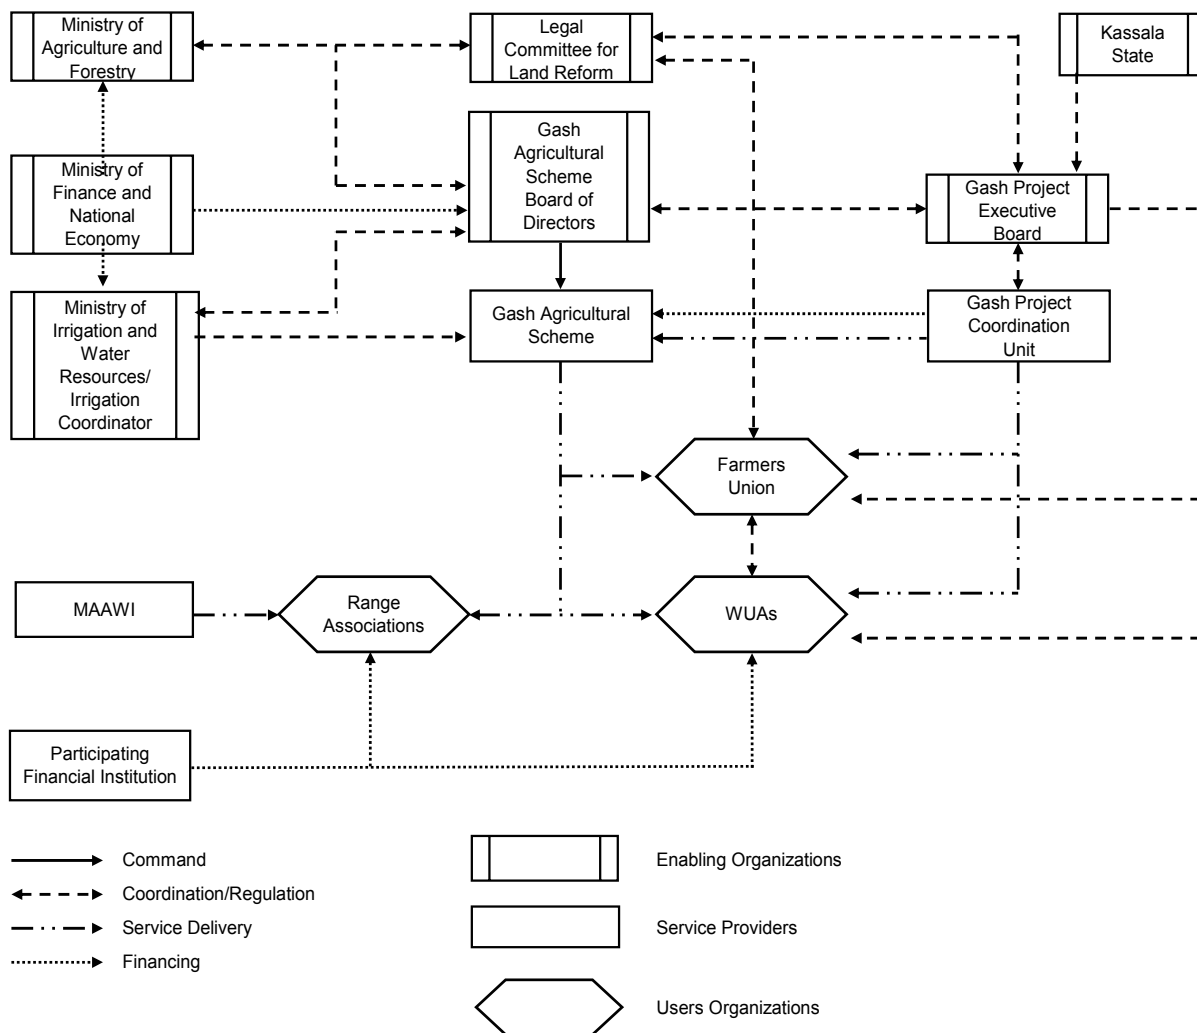 Ministry of
Agriculture and
Forestry
Legal
Committee for
Land Reform
Kassala
State
Gash
Agricultural
Scheme
Board of
Directors
Ministry of
Finance and
National
Economy
Gash Project
Executive
Board
Ministry of
Irrigation and
Water
Resources/
Irrigation
Coordinator
Gash Agricultural
Scheme
Gash Project
Coordination
Unit
Farmers
Union
MAAWI
Range
Associations
WUAs
Participating
Financial Institution
Command
Coordination/Regulation
Service Delivery
Financing
Enabling Organizations
Service Providers
Users Organizations